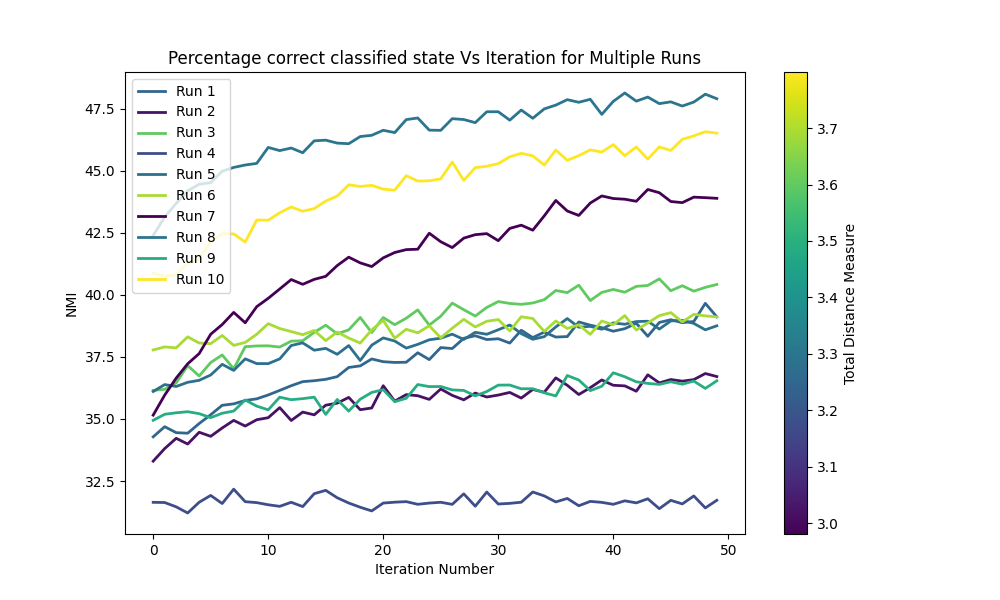 Percentage correct classified state Vs Iteration for Multiple Runs
NMI
47.5
45.0
42.5
40.0
37.5
35.0
32.5
Run 1
Run 2
Run 3
Run 4
Run 5
Run 6
Run 7
Run 8
Run 9
Run 10
0
10
20
30
40
50
Iteration Number
3.7
3.6
3.5
3.4
3.3
3.2
3.1
3.0
Total Distance Measure